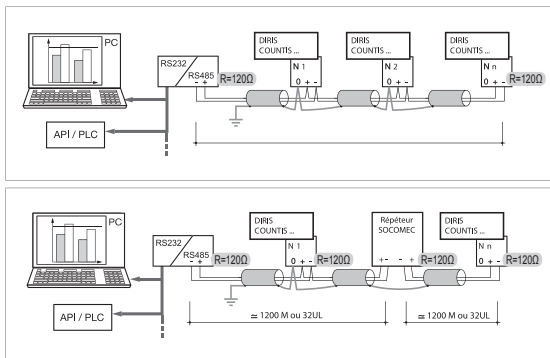 PC
RS232
RS485
- +
R=120Ω
API / PLC
DIRIS
COUNTIS ...
N 1
0 + -
DIRIS
COUNTIS ...
N 2
0 + -
DIRIS
COUNTIS ...
N n
0 + -
R=120Ω
PC
RS232
RS485
- +
R=120Ω
API / PLC
DIRIS
COUNTIS ...
N 1
0 + -
R=120Ω
Répéteur
SOCOMEC
+ - - +
R=120Ω
DIRIS
COUNTIS ...
N n
0 + -
R=120Ω
≃ 1200 M ou 32UL
≃ 1200 M ou 32UL